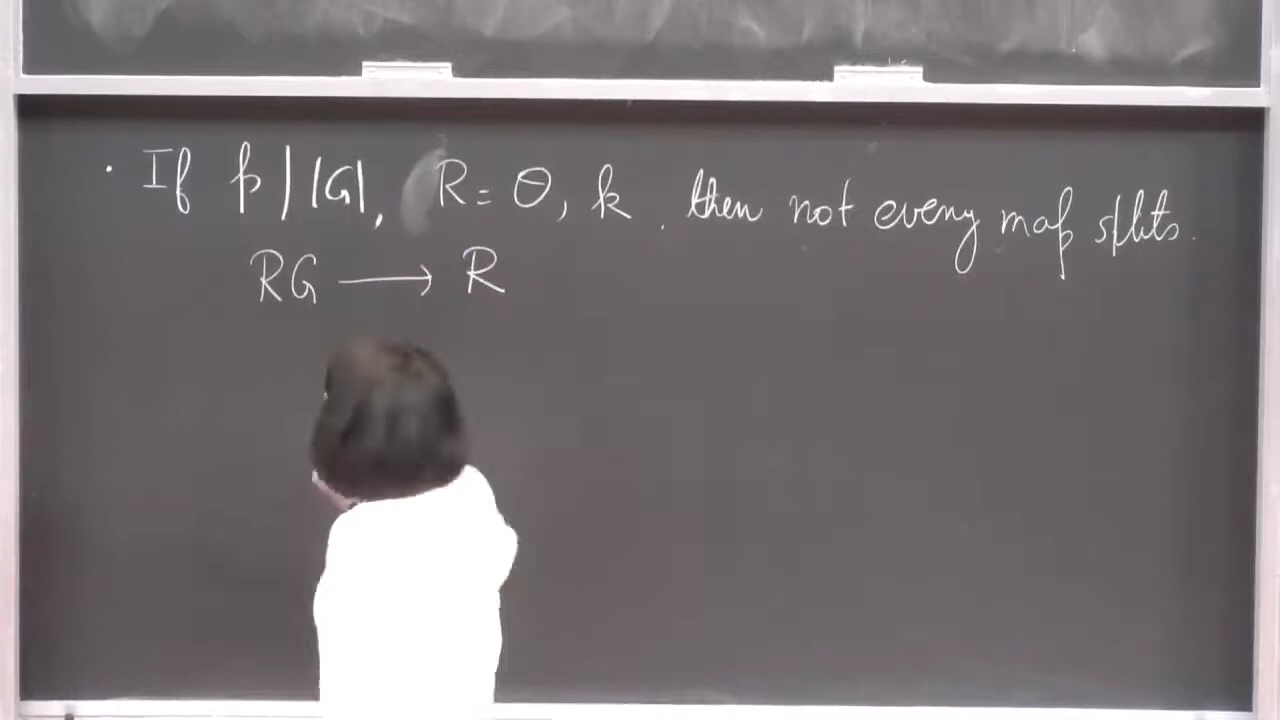 · If p | |G|, R = Θ, k, then not every map splits.
RG ⟶ R